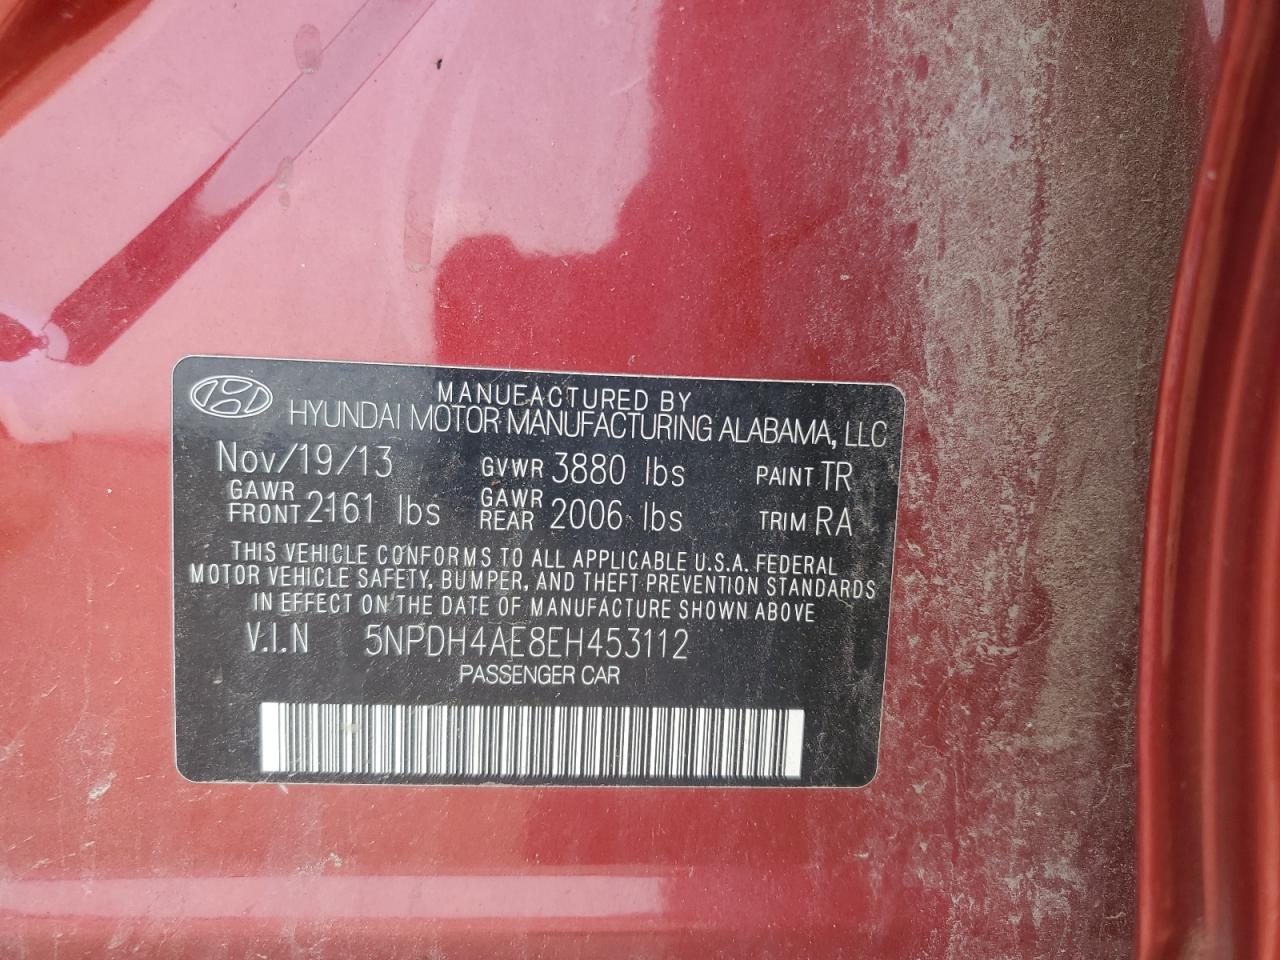 MANUFACTURED BY
HYUNDAI MOTOR MANUFACTURING ALABAMA, LLC
Nov/19/13 GVWR 3880 lbs PAINT TR
GAWR FRONT 2161 lbs GAWR REAR 2006 lbs TRIM RA
THIS VEHICLE CONFORMS TO ALL APPLICABLE U.S.A. FEDERAL
MOTOR VEHICLE SAFETY, BUMPER, AND THEFT PREVENTION STANDARDS
IN EFFECT ON THE DATE OF MANUFACTURE SHOWN ABOVE
V.I.N 5NPDH4AE8EH453112
PASSENGER CAR